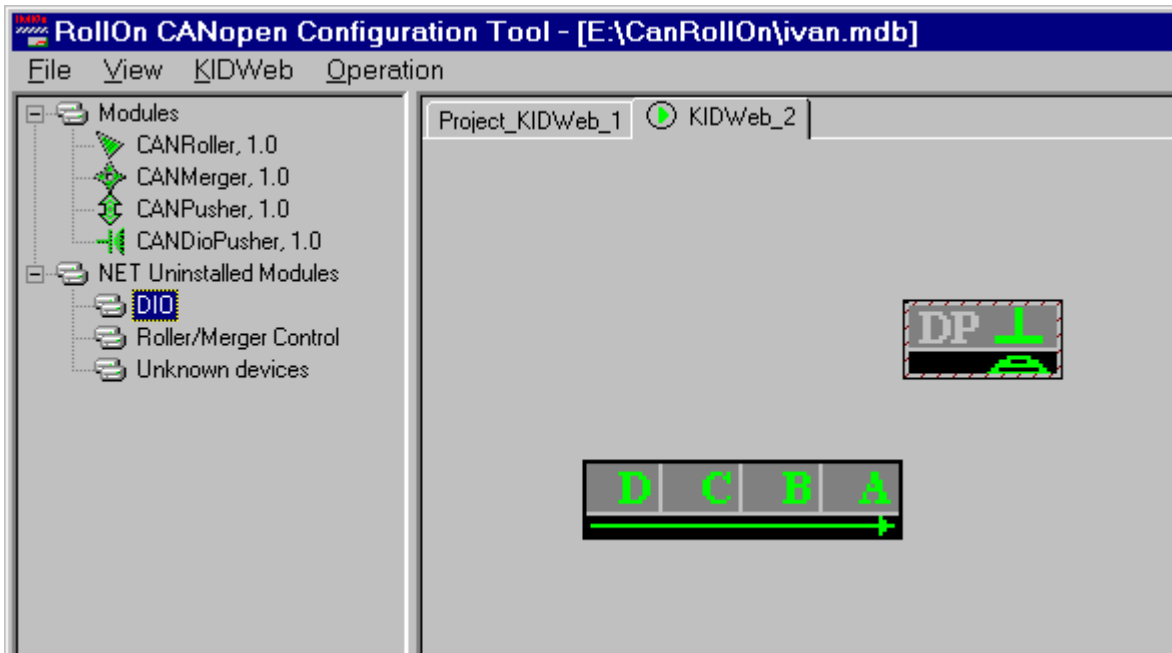 RollOn CANopen Configuration Tool - [E:\CanRollOn\ivan.mdb]
File View KIDWeb Operation
Modules
CANRoller, 1.0
CANMerger, 1.0
CANPusher, 1.0
CANDioPusher, 1.0
NET Uninstalled Modules
DIO
Roller/Merger Control
Unknown devices
Project_KIDWeb_1 KIDWeb_2
DP
D C B A